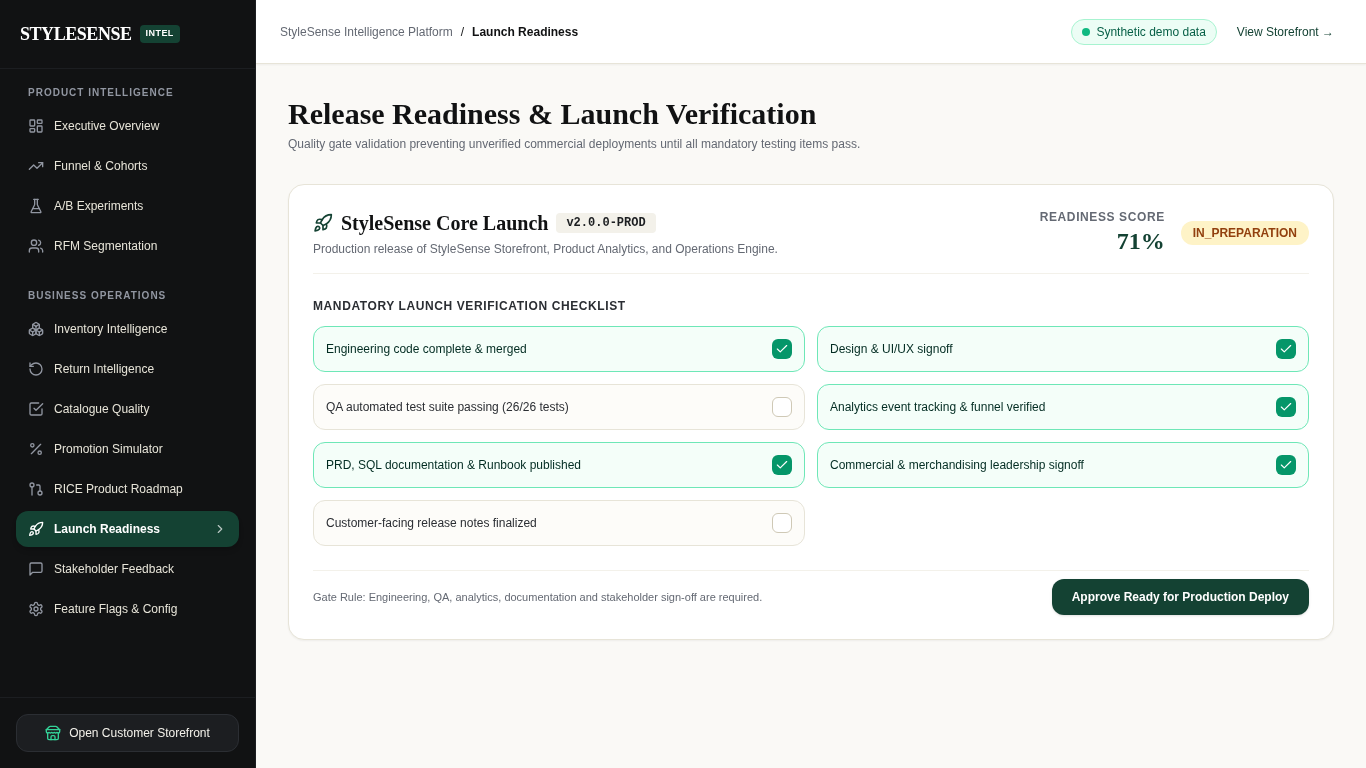 STYLESENSE INTEL
PRODUCT INTELLIGENCE
Executive Overview
Funnel & Cohorts
A/B Experiments
RFM Segmentation
BUSINESS OPERATIONS
Inventory Intelligence
Return Intelligence
Catalogue Quality
Promotion Simulator
RICE Product Roadmap
Launch Readiness
Stakeholder Feedback
Feature Flags & Config
Open Customer Storefront
StyleSense Intelligence Platform / Launch Readiness
Synthetic demo data
View Storefront →
Release Readiness & Launch Verification
Quality gate validation preventing unverified commercial deployments until all mandatory testing items pass.
StyleSense Core Launch v2.0.0-PROD
Production release of StyleSense Storefront, Product Analytics, and Operations Engine.
READINESS SCORE
71%
IN_PREPARATION
MANDATORY LAUNCH VERIFICATION CHECKLIST
Engineering code complete & merged
Design & UI/UX signoff
QA automated test suite passing (26/26 tests)
Analytics event tracking & funnel verified
PRD, SQL documentation & Runbook published
Commercial & merchandising leadership signoff
Customer-facing release notes finalized
Gate Rule: Engineering, QA, analytics, documentation and stakeholder sign-off are required.
Approve Ready for Production Deploy